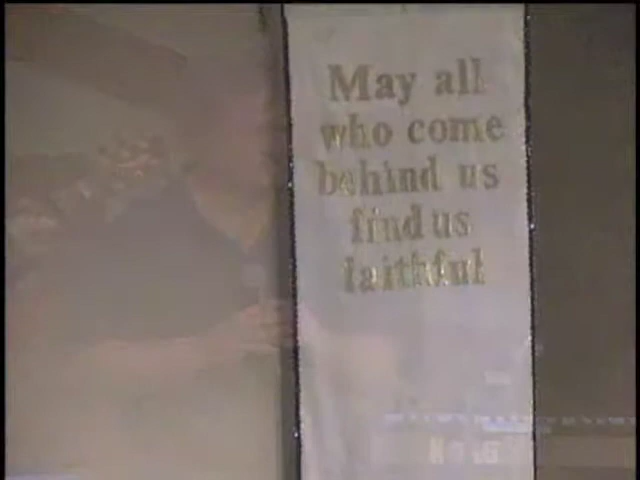 May all
who come
behind us
find us
faithful